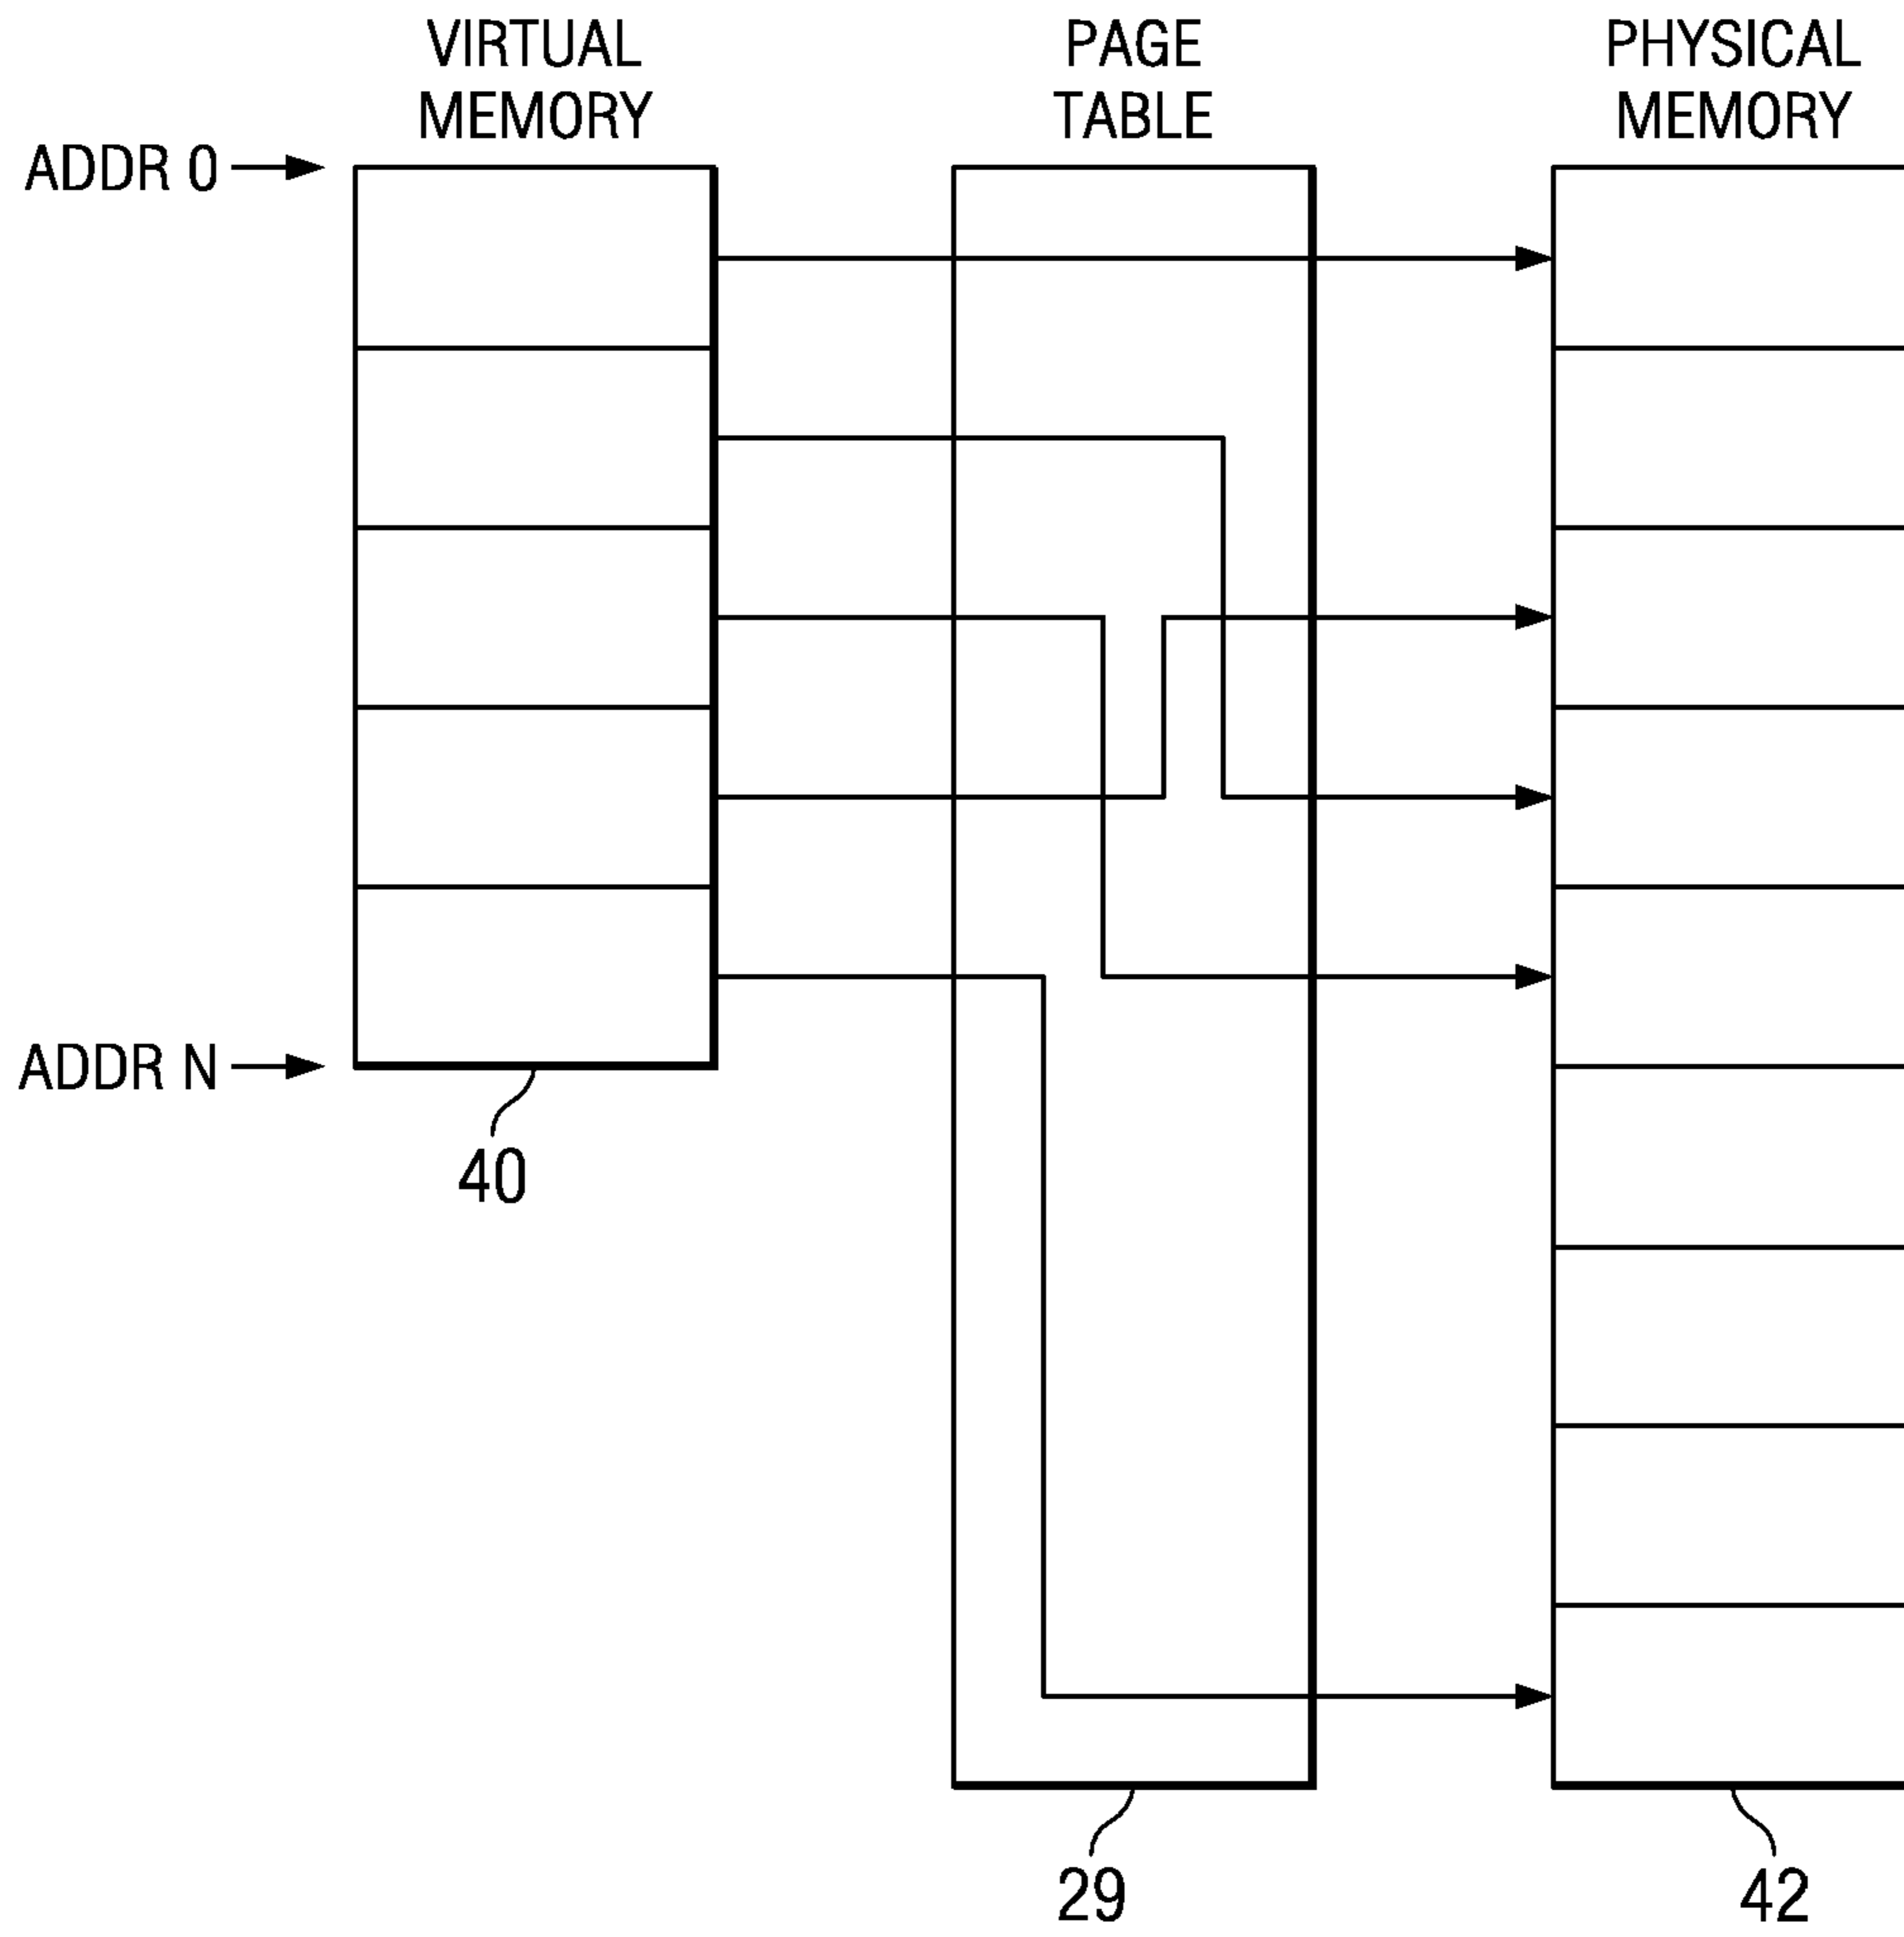 VIRTUAL
MEMORY
PAGE
TABLE
PHYSICAL
MEMORY
ADDR 0
ADDR N
40
29
42